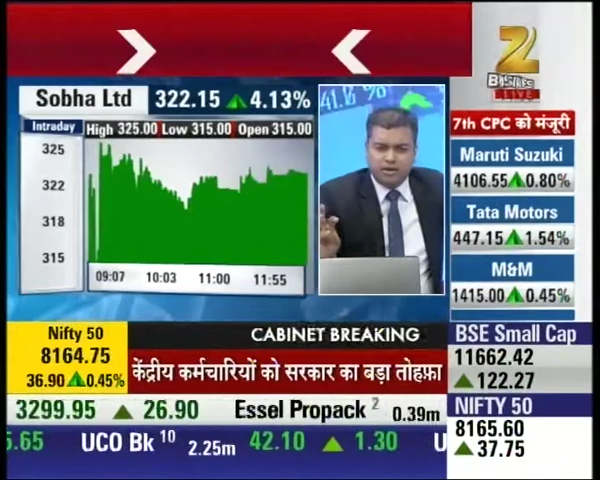 Z
BUSINESS
LIVE
Sobha Ltd 322.15 4.13%
Intraday High 325.00 Low 315.00 Open 315.00
325
322
318
315
09:07 10:03 11:00 11:55
7th CPC को मंजूरी
Maruti Suzuki
4106.55 0.80%
Tata Motors
447.15 1.54%
M&M
1415.00 0.45%
Nifty 50
8164.75
36.90 0.45%
CABINET BREAKING
केंद्रीय कर्मचारियों को सरकार का बड़ा तोहफ़ा
BSE Small Cap
11662.42
122.27
NIFTY 50
8165.60
37.75
3299.95 26.90 Essel Propack 2 0.39m
5.65 UCO Bk 10 2.25m 42.10 1.30 U